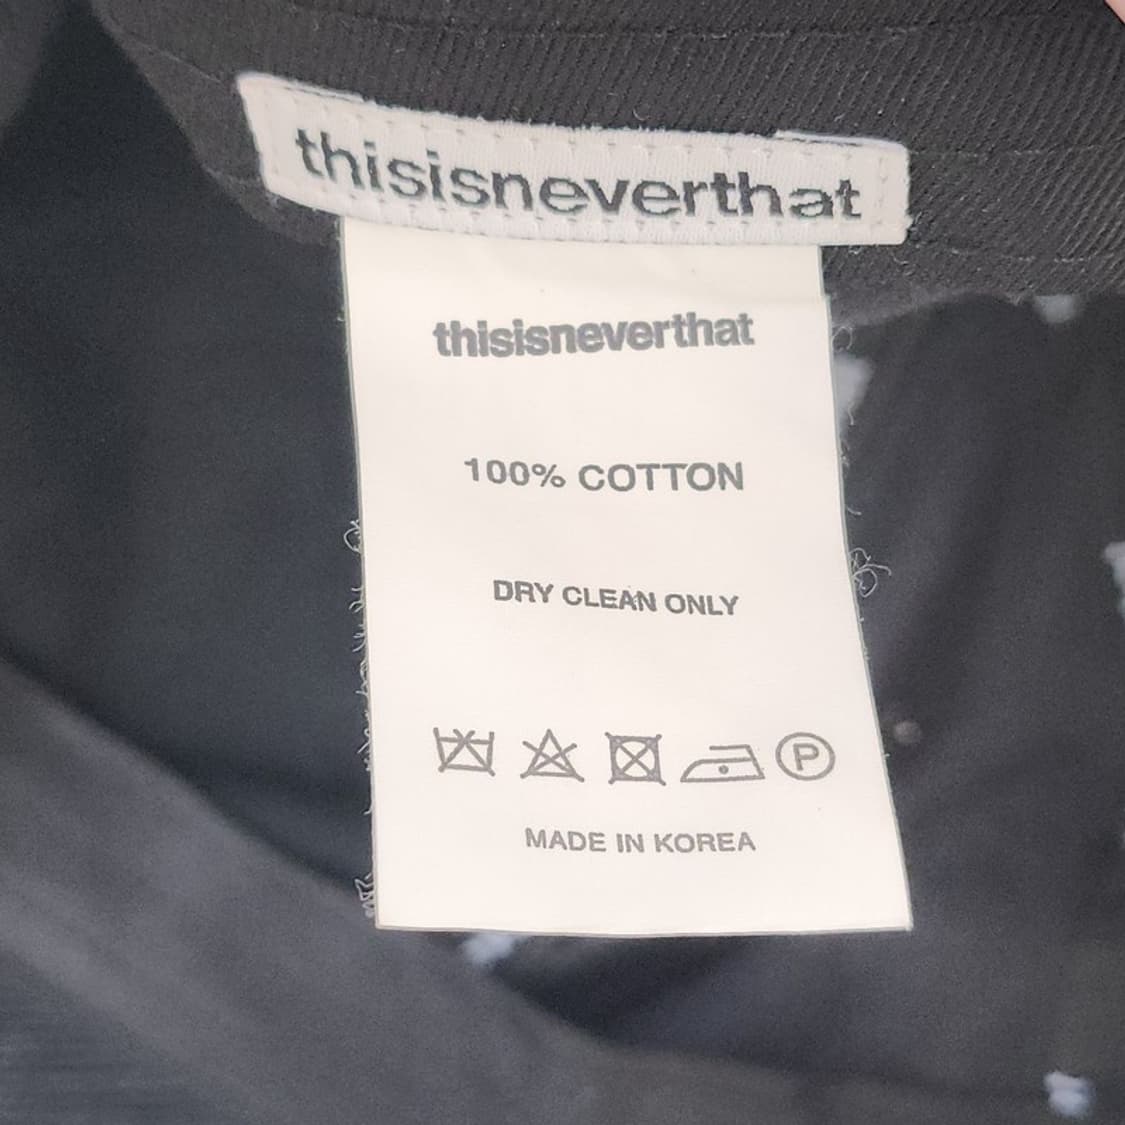 thisisneverthat
thisisneverthat
100% COTTON
DRY CLEAN ONLY
P
MADE IN KOREA